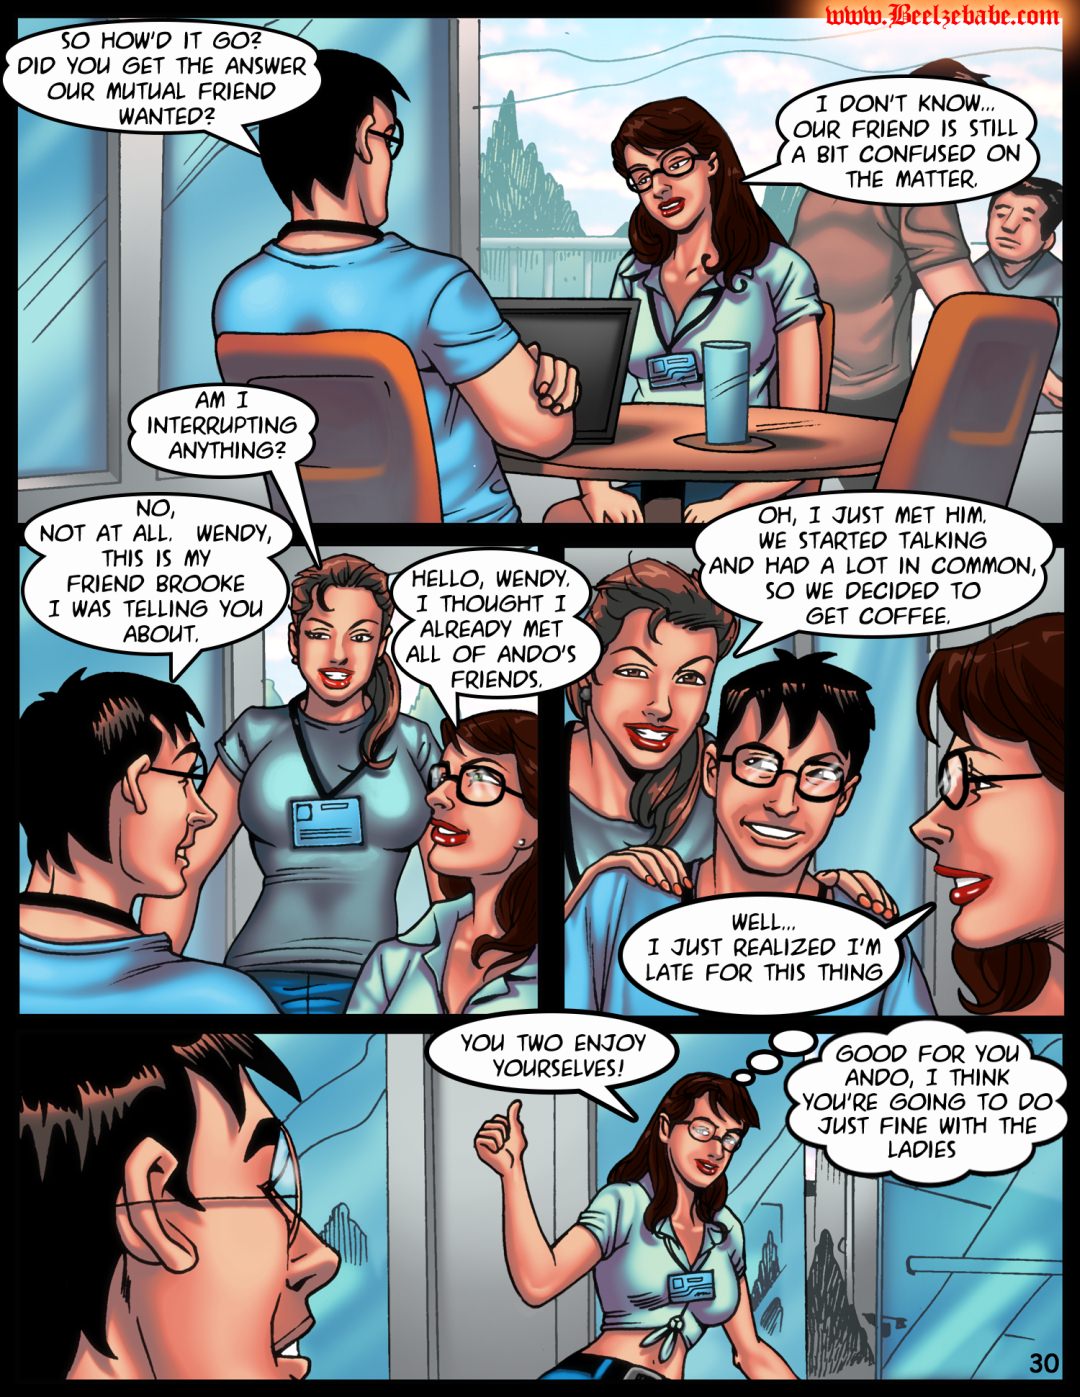 www.Beelzebabe.com
SO HOW'D IT GO?
DID YOU GET THE ANSWER
OUR MUTUAL FRIEND
WANTED?
I DON'T KNOW...
OUR FRIEND IS STILL
A BIT CONFUSED ON
THE MATTER.
AM I
INTERRUPTING
ANYTHING?
NO,
NOT AT ALL. WENDY,
THIS IS MY
FRIEND BROOKE
I WAS TELLING YOU
ABOUT.
HELLO, WENDY.
I THOUGHT I
ALREADY MET
ALL OF ANDO'S
FRIENDS.
OH, I JUST MET HIM.
WE STARTED TALKING
AND HAD A LOT IN COMMON,
SO WE DECIDED TO
GET COFFEE.
WELL...
I JUST REALIZED I'M
LATE FOR THIS THING
YOU TWO ENJOY
YOURSELVES!
GOOD FOR YOU
ANDO, I THINK
YOU'RE GOING TO DO
JUST FINE WITH THE
LADIES
30